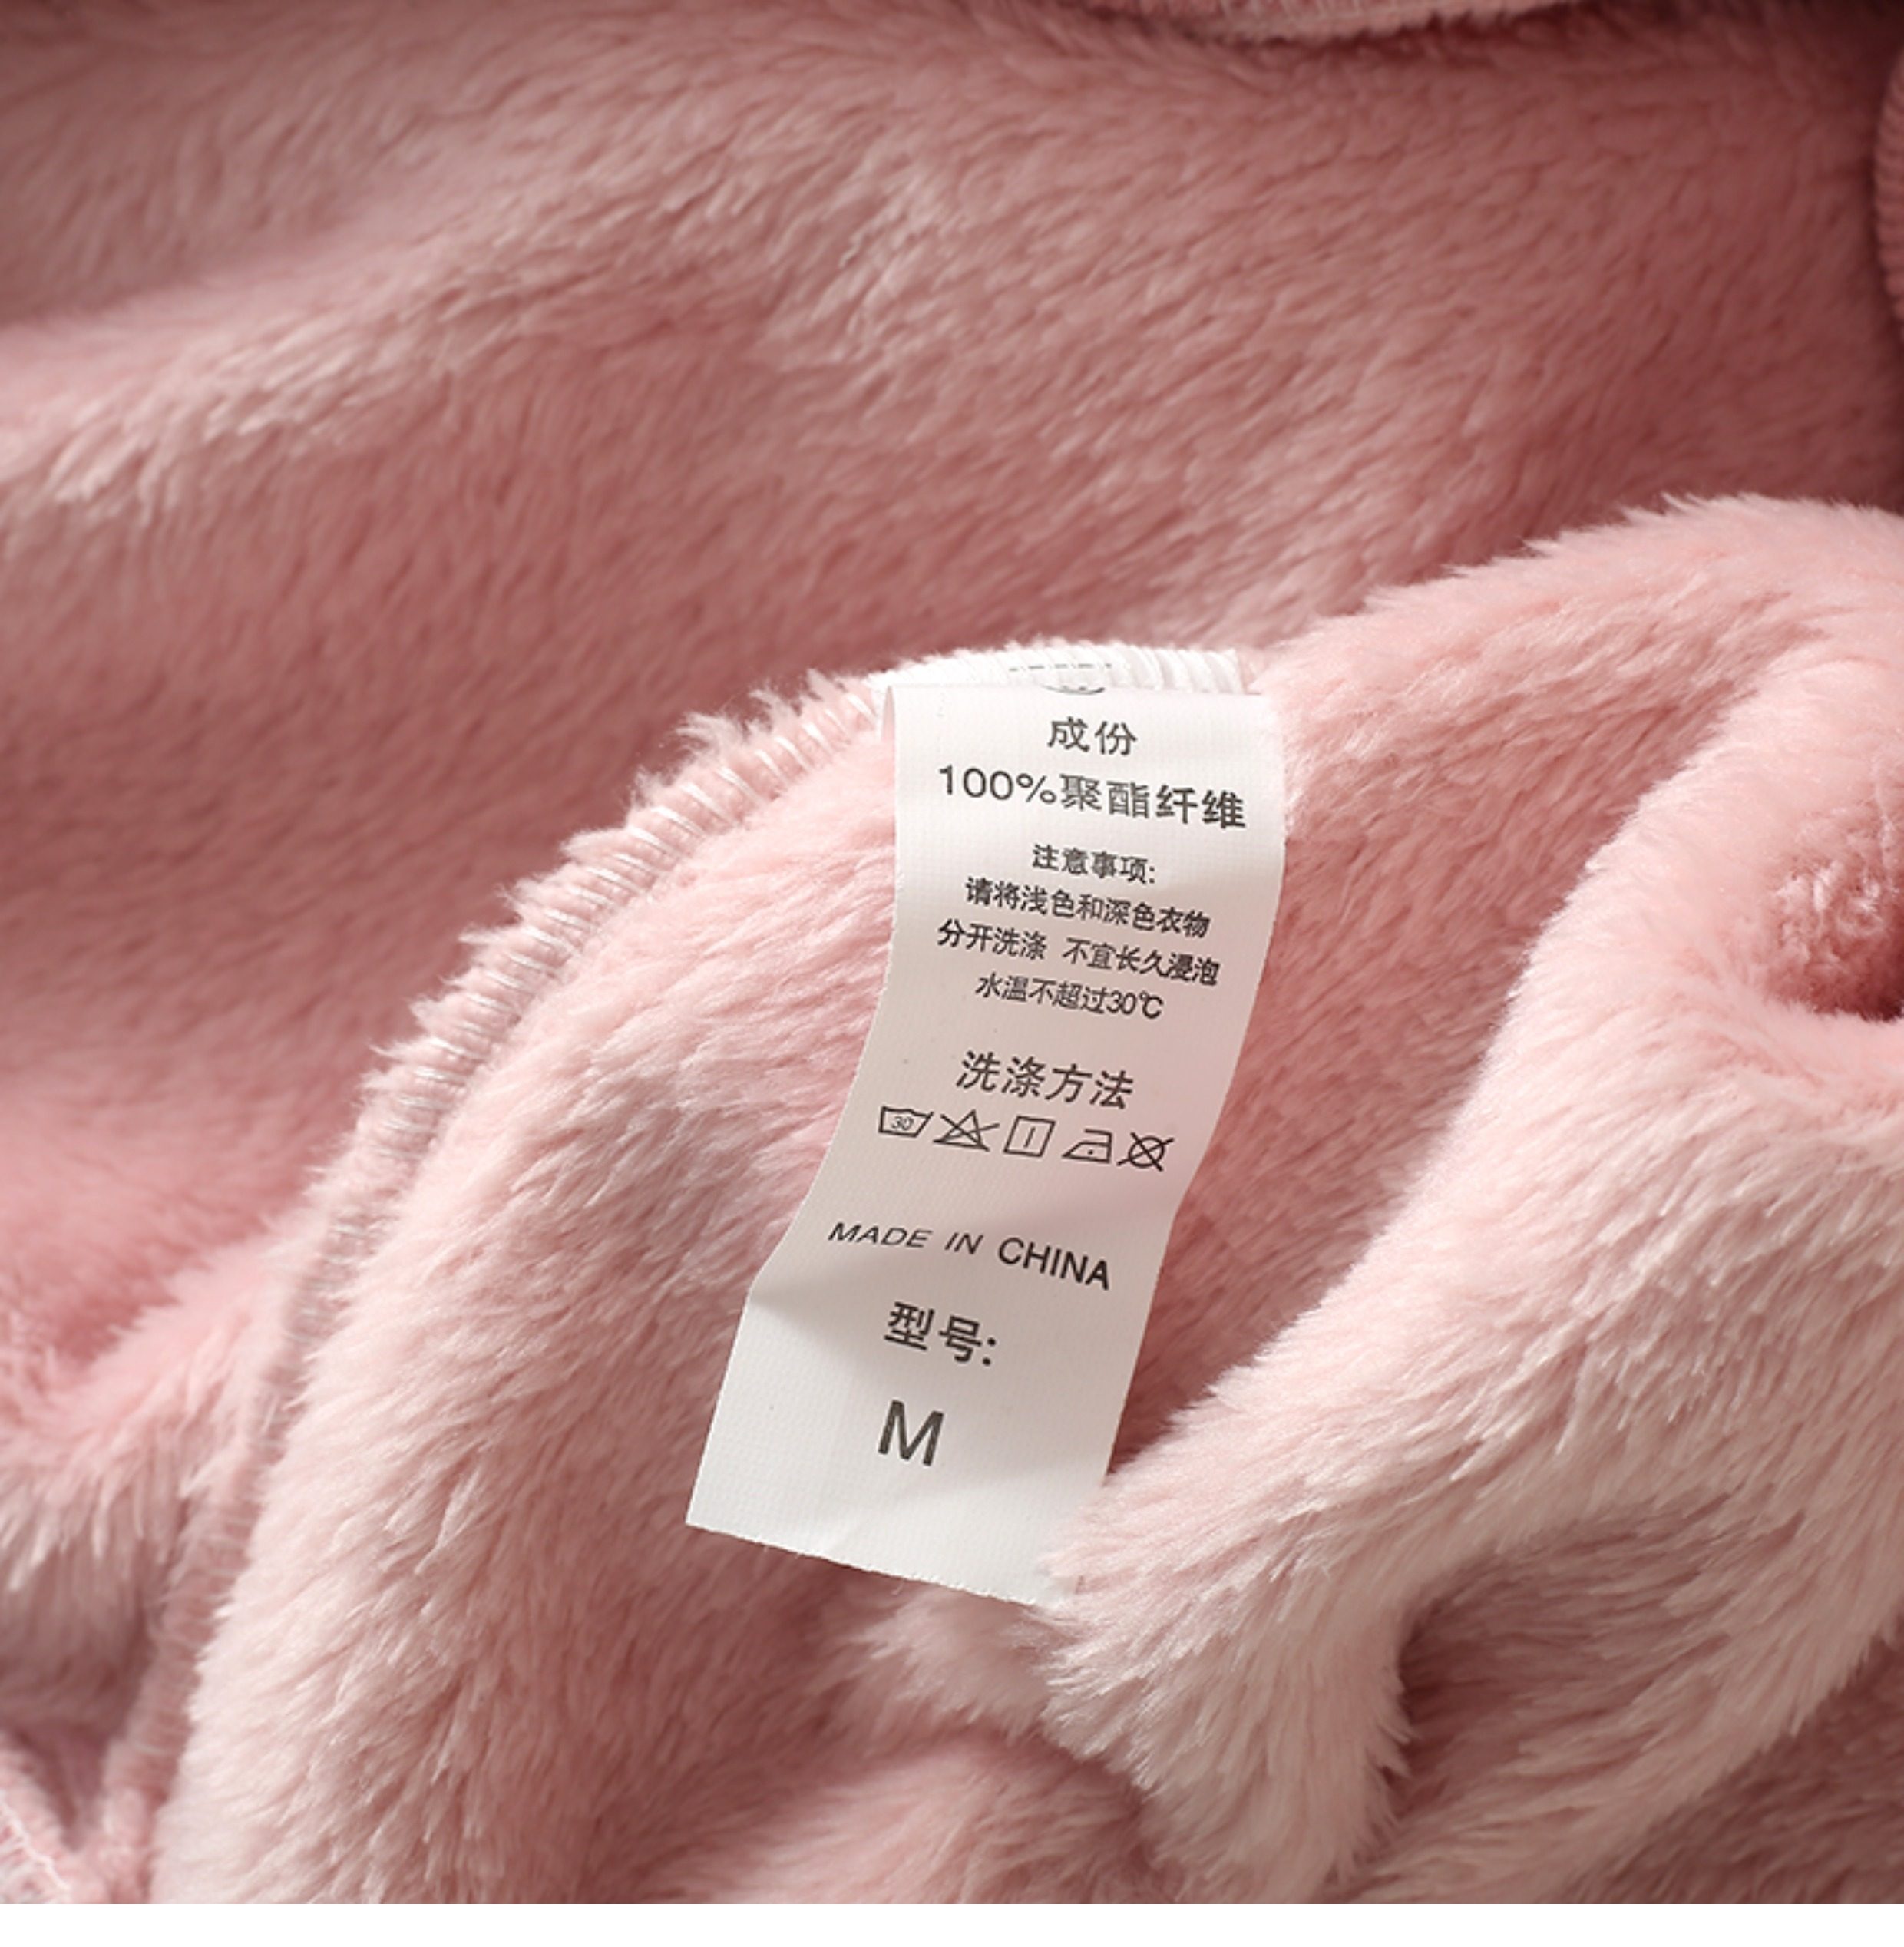 成份
100%聚酯纤维
注意事项:
请将浅色和深色衣物
分开洗涤 不宜长久浸泡
水温不超过30℃
洗涤方法
30
MADE IN CHINA
型号:
M